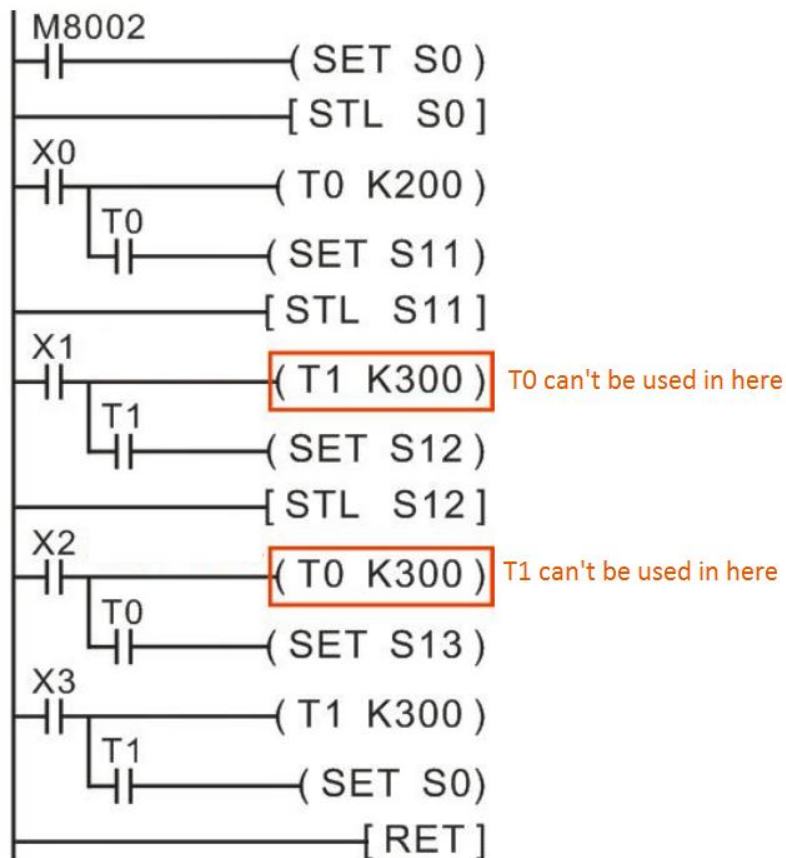 M8002
( SET S0 )
[ STL S0 ]
X0
( T0 K200 )
T0
( SET S11 )
[ STL S11 ]
X1
( T1 K300 ) T0 can't be used in here
T1
( SET S12 )
[ STL S12 ]
X2
( T0 K300 ) T1 can't be used in here
T0
( SET S13 )
X3
( T1 K300 )
T1
( SET S0)
[ RET ]